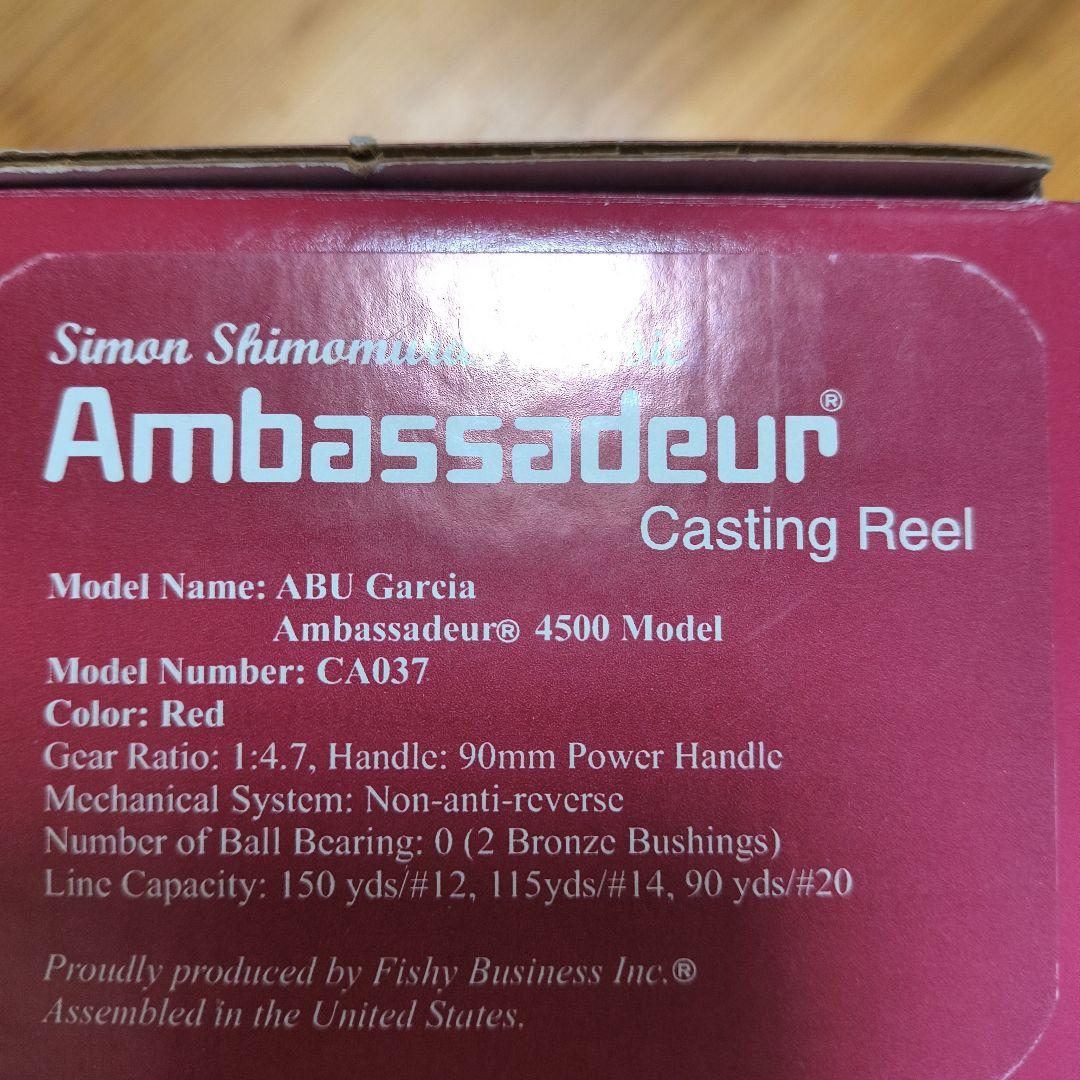 Simon Shimomura
Ambassadeur®
Casting Reel
Model Name: ABU Garcia
Ambassadeur® 4500 Model
Model Number: CA037
Color: Red
Gear Ratio: 1:4.7, Handle: 90mm Power Handle
Mechanical System: Non-anti-reverse
Number of Ball Bearing: 0 (2 Bronze Bushings)
Line Capacity: 150 yds/#12, 115yds/#14, 90 yds/#20
Proudly produced by Fishy Business Inc.®
Assembled in the United States.